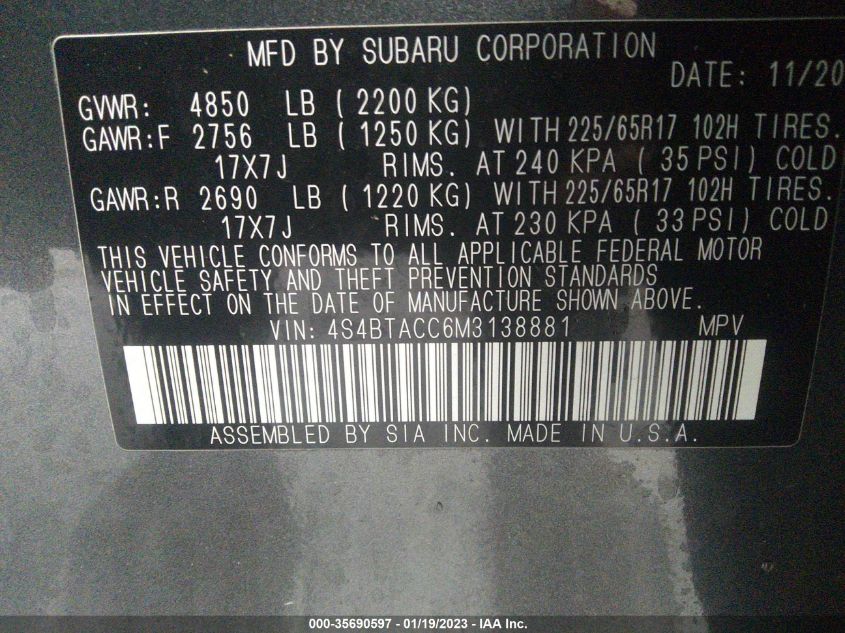 MFD BY SUBARU CORPORATION
DATE: 11/20
GVWR: 4850 LB ( 2200 KG)
GAWR:F 2756 LB ( 1250 KG) WITH 225/65R17 102H TIRES.
17X7J RIMS. AT 240 KPA ( 35 PSI) COLD
GAWR:R 2690 LB ( 1220 KG) WITH 225/65R17 102H TIRES.
17X7J RIMS. AT 230 KPA ( 33 PSI) COLD
THIS VEHICLE CONFORMS TO ALL APPLICABLE FEDERAL MOTOR
VEHICLE SAFETY AND THEFT PREVENTION STANDARDS
IN EFFECT ON THE DATE OF MANUFACTURE SHOWN ABOVE.
VIN: 4S4BTACC6M3138881 MPV
ASSEMBLED BY SIA INC. MADE IN U.S.A.
000-35690597 - 01/19/2023 - IAA Inc.